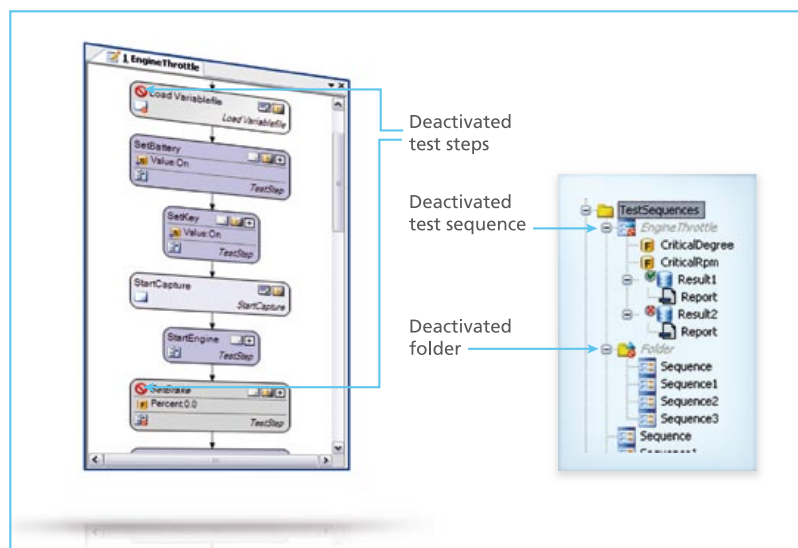 1 EngineThrottle
Load Variablefile
Load Variablefile
SetBattery
Value:On
TestStep
SetKey
Value:On
TestStep
StartCapture
StartCapture
StartEngine
TestStep
SetBrake
Percent:0.0
TestStep
Deactivated
test steps
Deactivated
test sequence
Deactivated
folder
TestSequences
EngineThrottle
F CriticalDegree
F CriticalRpm
Result1
Report
Result2
Report
Folder
Sequence
Sequence1
Sequence2
Sequence3
Sequence